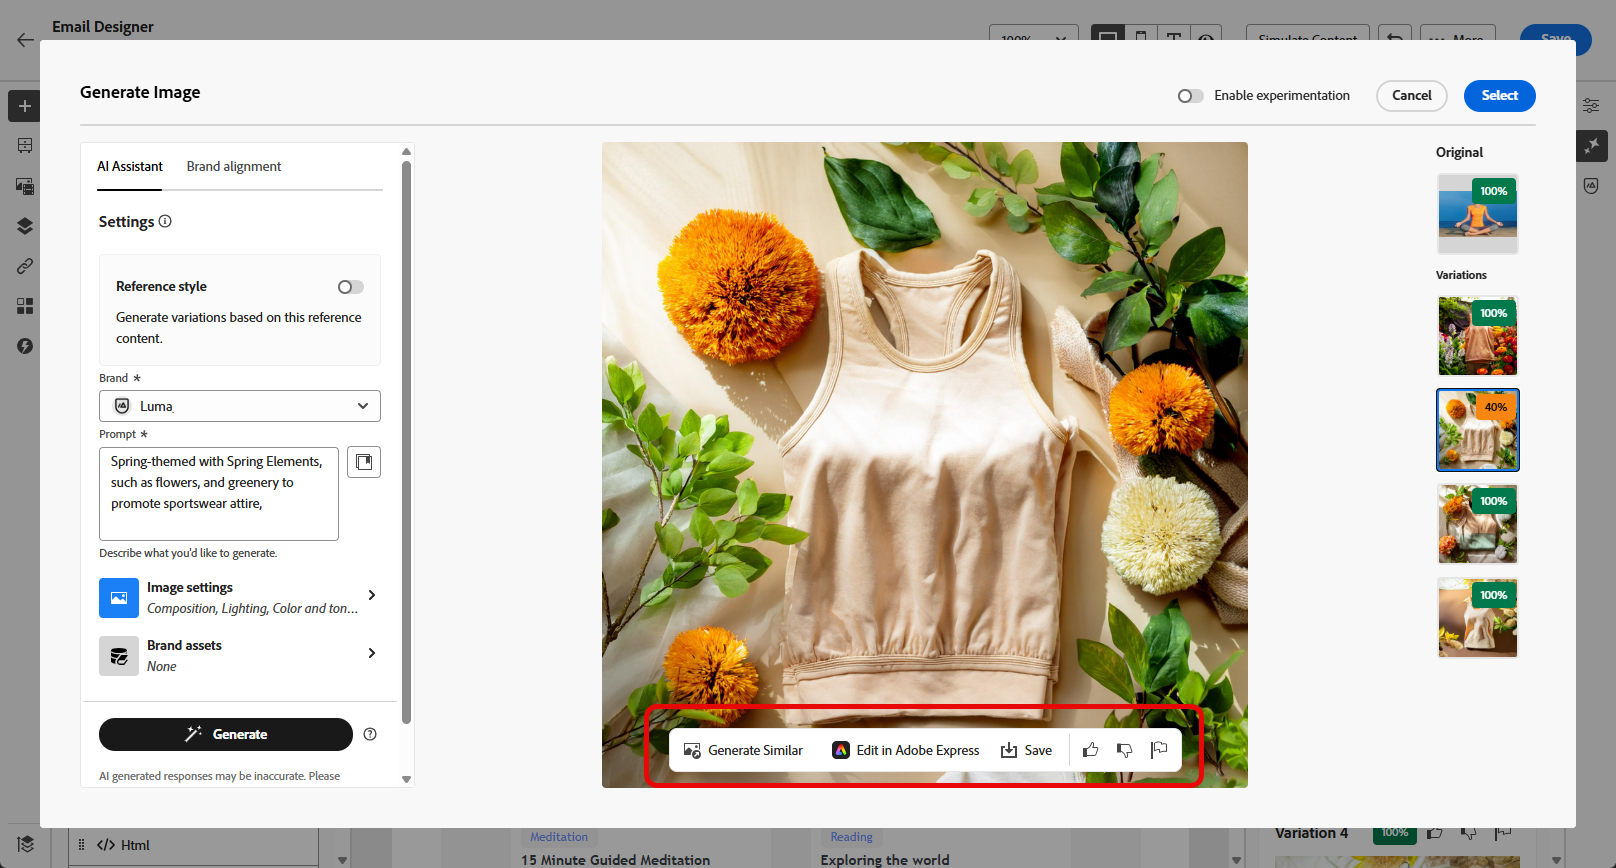 Email Designer
100%
Simulate Content
More
Save
Generate Image
Enable experimentation
Cancel
Select
AI Assistant
Brand alignment
Settings
Reference style
Generate variations based on this reference
content.
Brand *
Luma
Prompt *
Spring-themed with Spring Elements,
such as flowers, and greenery to
promote sportswear attire,
Describe what you'd like to generate.
Image settings
Composition, Lighting, Color and ton...
Brand assets
None
Generate
AI generated responses may be inaccurate. Please
Generate Similar
Edit in Adobe Express
Save
Original
100%
Variations
100%
40%
100%
100%
</> Html
Meditation
15 Minute Guided Meditation
Reading
Exploring the world
Variation 4
100%